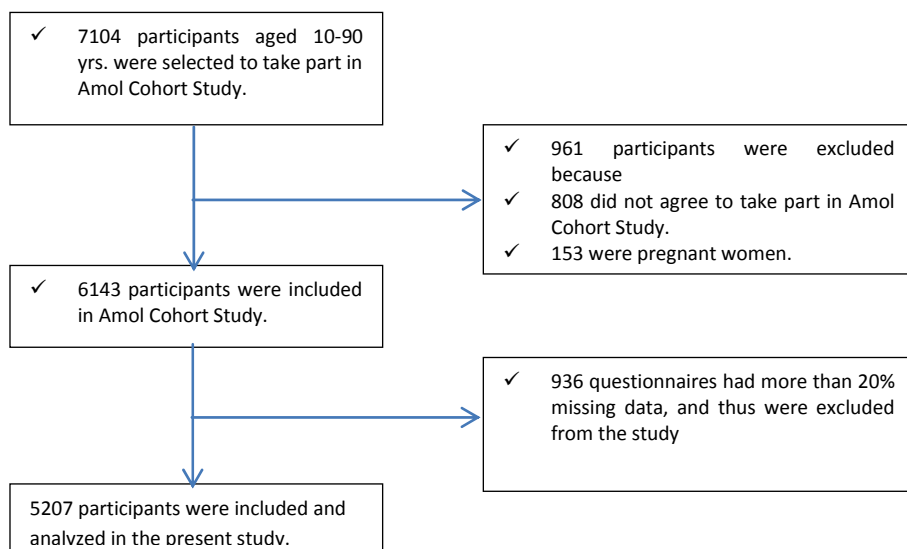 ✓ 7104 participants aged 10-90
yrs. were selected to take part in
Amol Cohort Study.
✓ 961 participants were excluded
because
✓ 808 did not agree to take part in Amol
Cohort Study.
✓ 153 were pregnant women.
✓ 6143 participants were included
in Amol Cohort Study.
✓ 936 questionnaires had more than 20%
missing data, and thus were excluded
from the study
5207 participants were included and
analyzed in the present study.